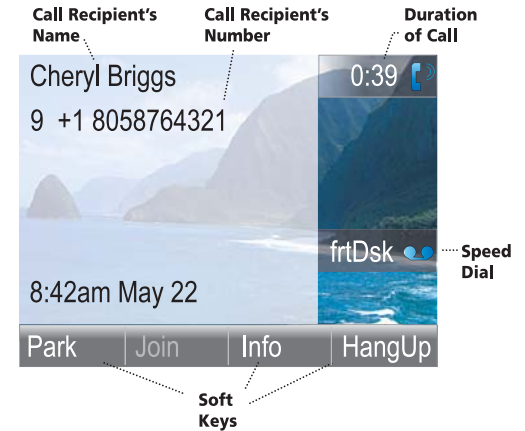 Call Recipient's
Name
Call Recipient's
Number
Duration
of Call
Cheryl Briggs
0:39
9 +1 8058764321
frtDsk
Speed
Dial
8:42am May 22
Park Join Info HangUp
Soft
Keys